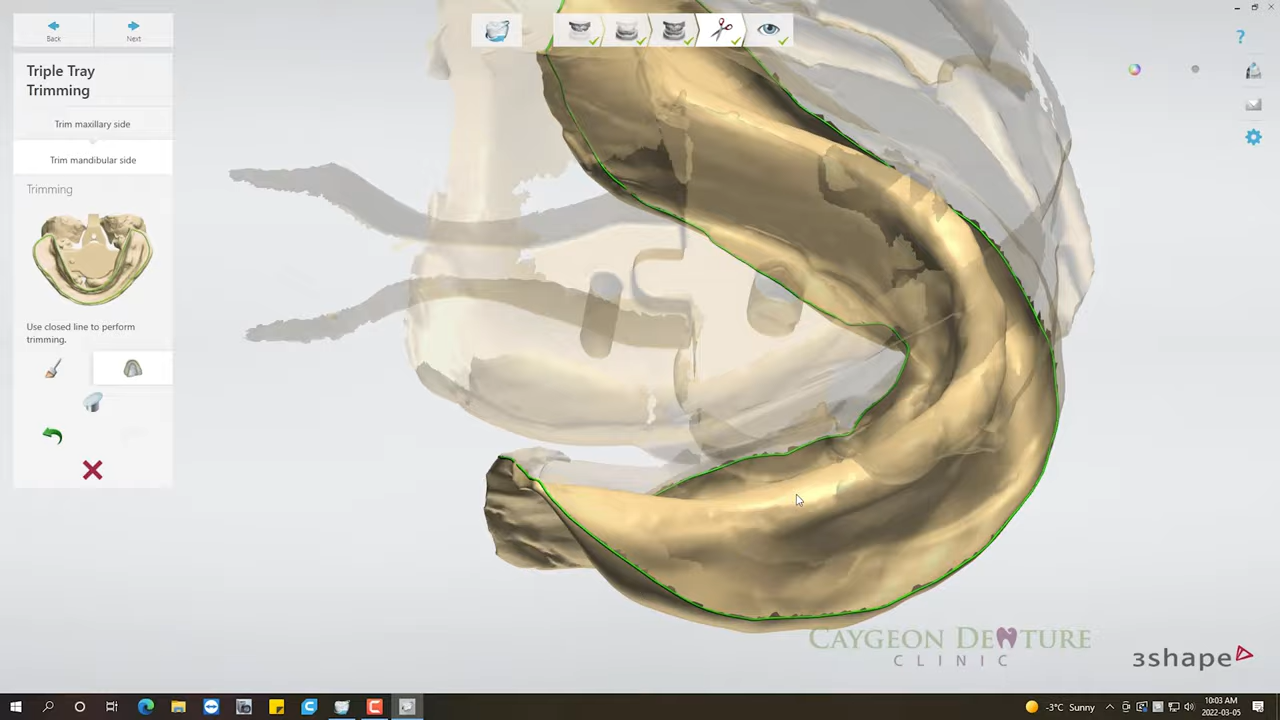 Back
Next
Triple Tray
Trimming
Trim maxillary side
Trim mandibular side
Trimming
Use closed line to perform
trimming.
?
CAYGEON DENTURE
CLINIC
3shape
-3°C Sunny
10:03 AM
2022-03-05